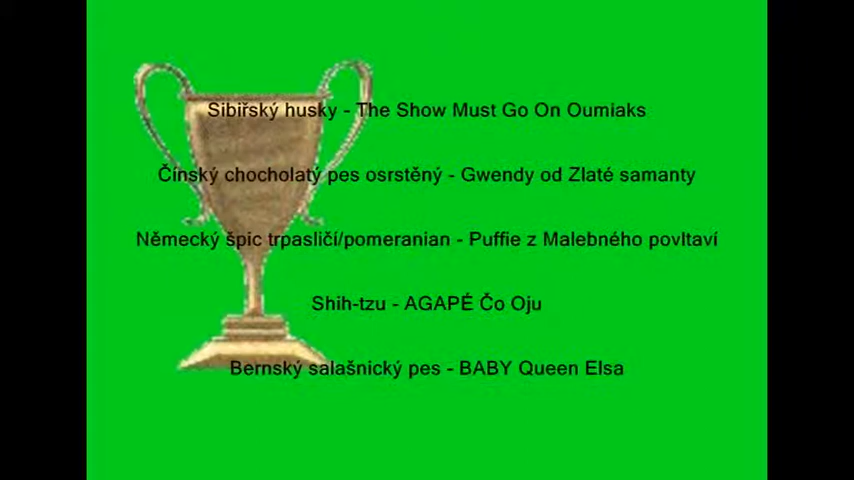 Sibiřský husky - The Show Must Go On Oumiaks
Čínský chocholatý pes osrstěný - Gwendy od Zlaté samanty
Německý špic trpasličí/pomeranian - Puffie z Malebného povltaví
Shih-tzu - AGAPÉ Čo Oju
Bernský salašnický pes - BABY Queen Elsa